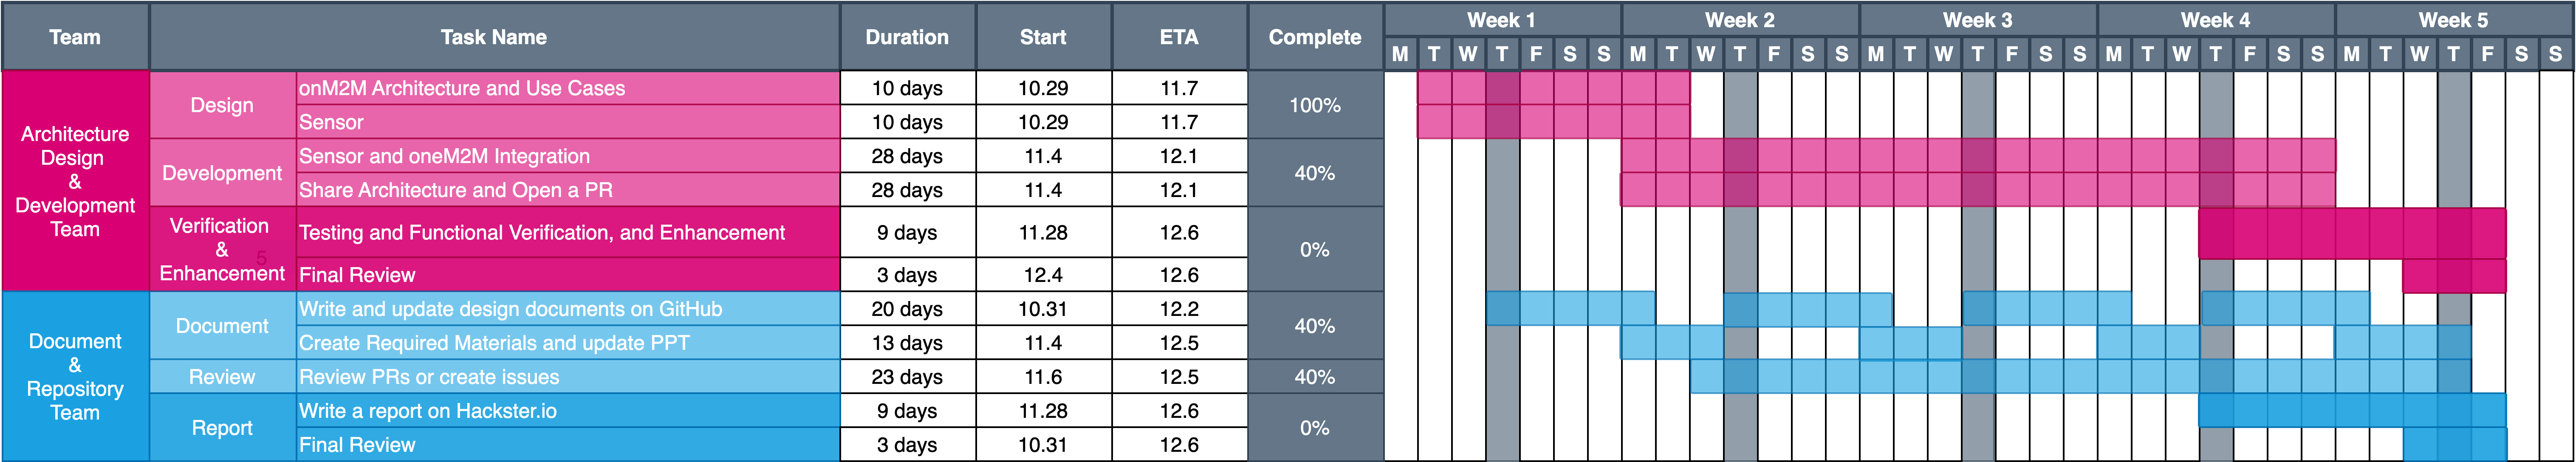 Team Task Name Duration Start ETA Complete Week 1 Week 2 Week 3 Week 4 Week 5
M T W T F S S M T W T F S S M T W T F S S M T W T F S S M T W T F S S
Architecture
Design
&
Development
Team
Design
onM2M Architecture and Use Cases 10 days 10.29 11.7
100%
Sensor 10 days 10.29 11.7
Development
Sensor and oneM2M Integration 28 days 11.4 12.1
40%
Share Architecture and Open a PR 28 days 11.4 12.1
Verification
&
Enhancement
5
Testing and Functional Verification, and Enhancement 9 days 11.28 12.6
0%
Final Review 3 days 12.4 12.6
Document
&
Repository
Team
Document
Write and update design documents on GitHub 20 days 10.31 12.2
40%
Create Required Materials and update PPT 13 days 11.4 12.5
Review Review PRs or create issues 23 days 11.6 12.5 40%
Report
Write a report on Hackster.io 9 days 11.28 12.6
0%
Final Review 3 days 10.31 12.6